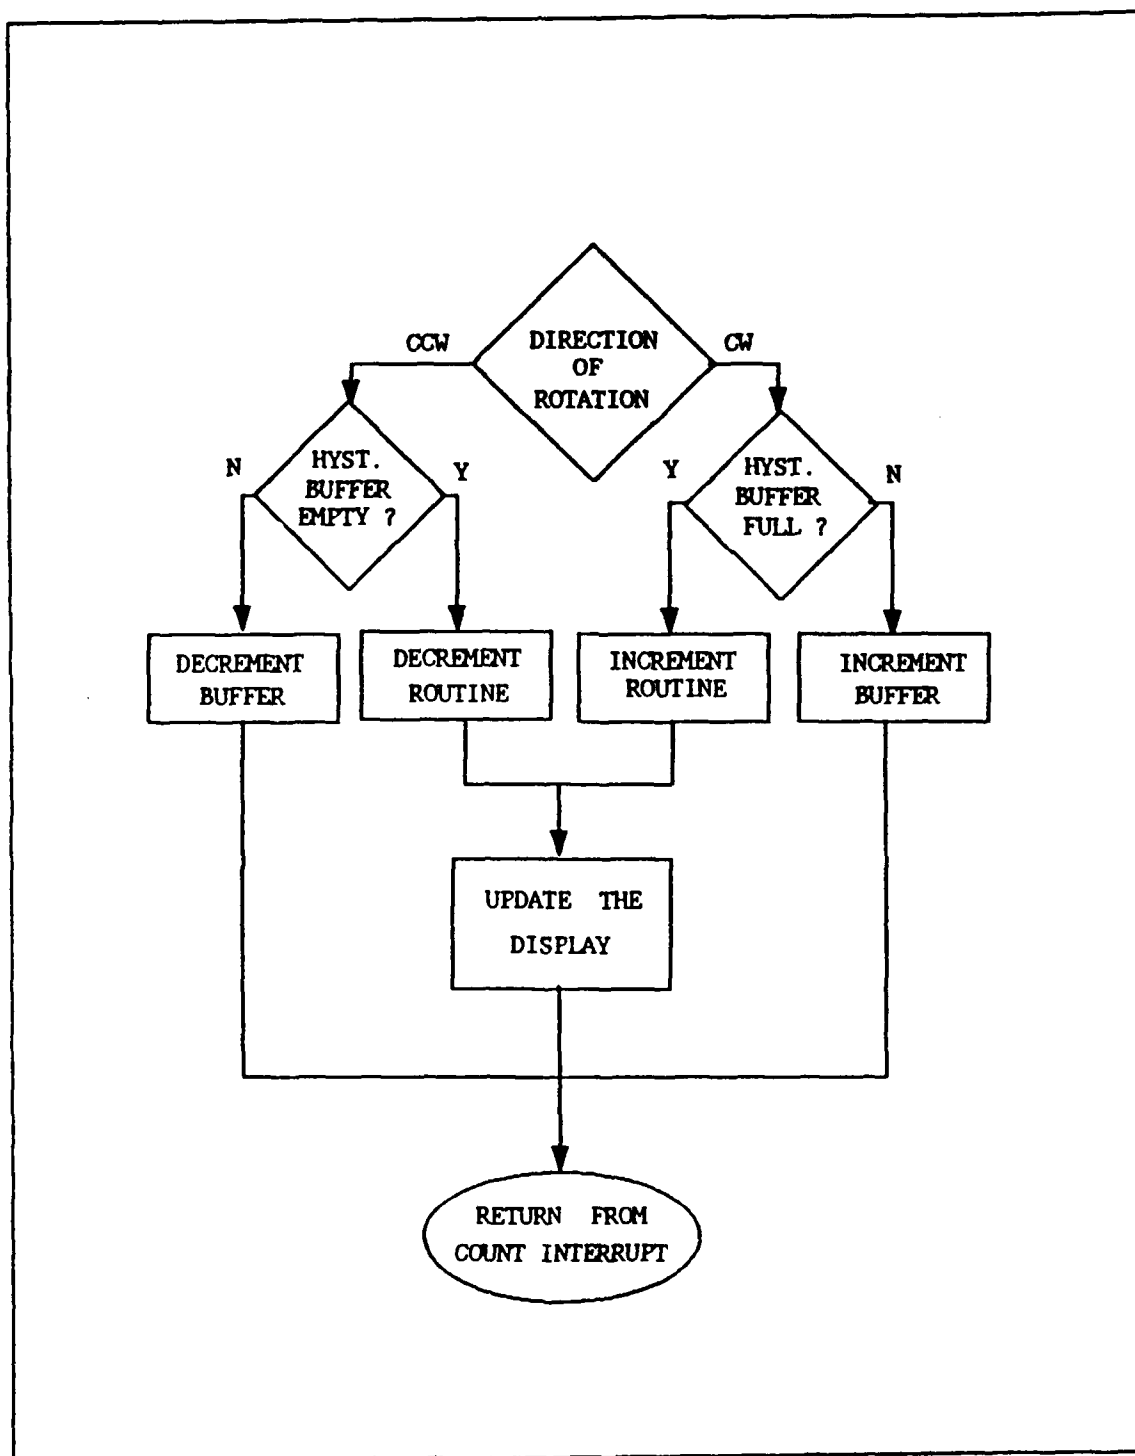 DIRECTION
OF
ROTATION
CCW
CW
HYST.
BUFFER
EMPTY ?
N
Y
HYST.
BUFFER
FULL ?
Y
N
DECREMENT
BUFFER
DECREMENT
ROUTINE
INCREMENT
ROUTINE
INCREMENT
BUFFER
UPDATE THE
DISPLAY
RETURN FROM
COUNT INTERRUPT